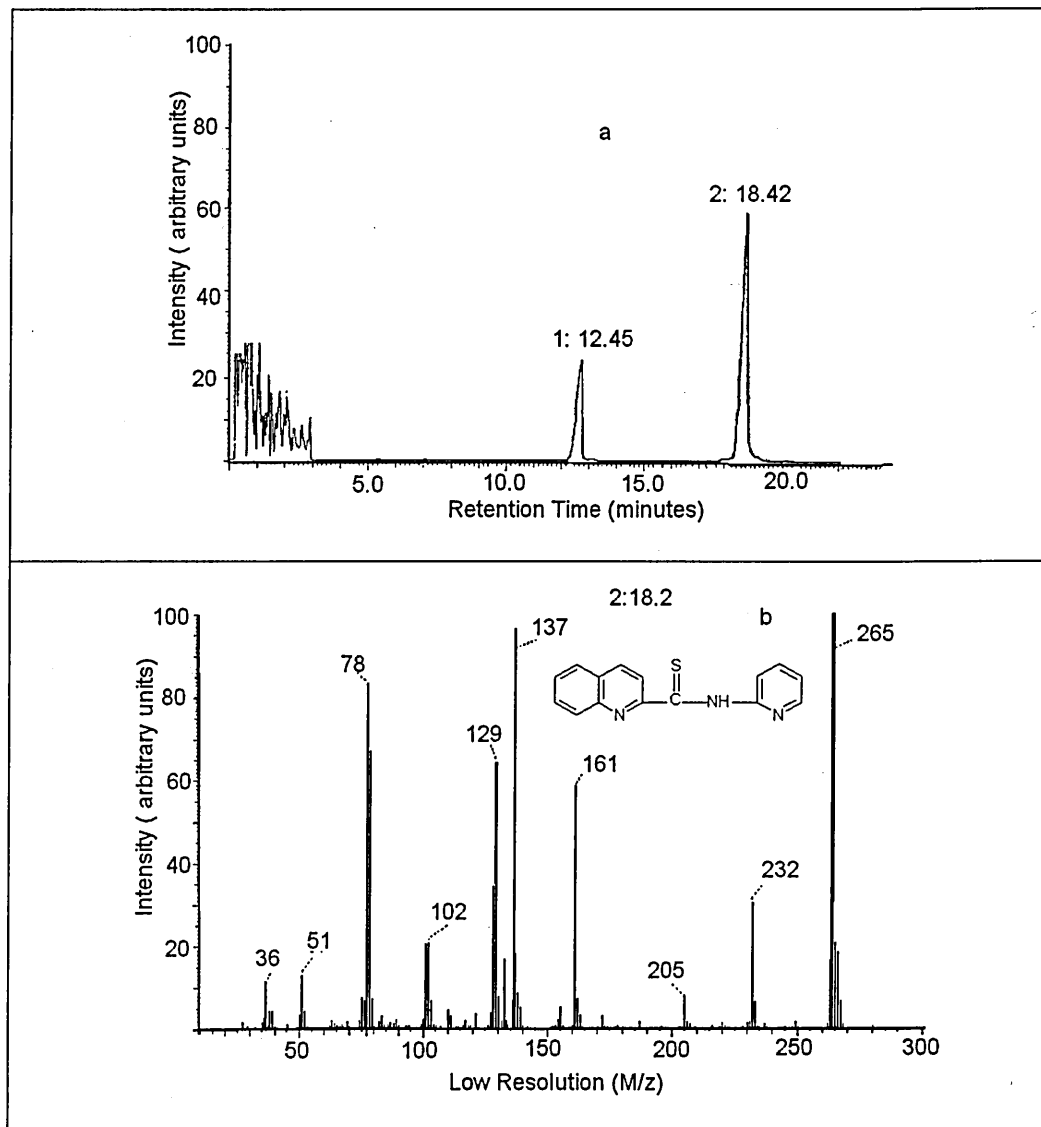 100
80
60
40
20
Intensity ( arbitrary units)
a
1: 12.45
2: 18.42
5.0 10.0 15.0 20.0
Retention Time (minutes)
2:18.2
b
100
80
60
40
20
Intensity ( arbitrary units)
36
51
78
102
129
137
161
205
232
265
S
N
C
NH
N
50 100 150 200 250 300
Low Resolution (M/z)